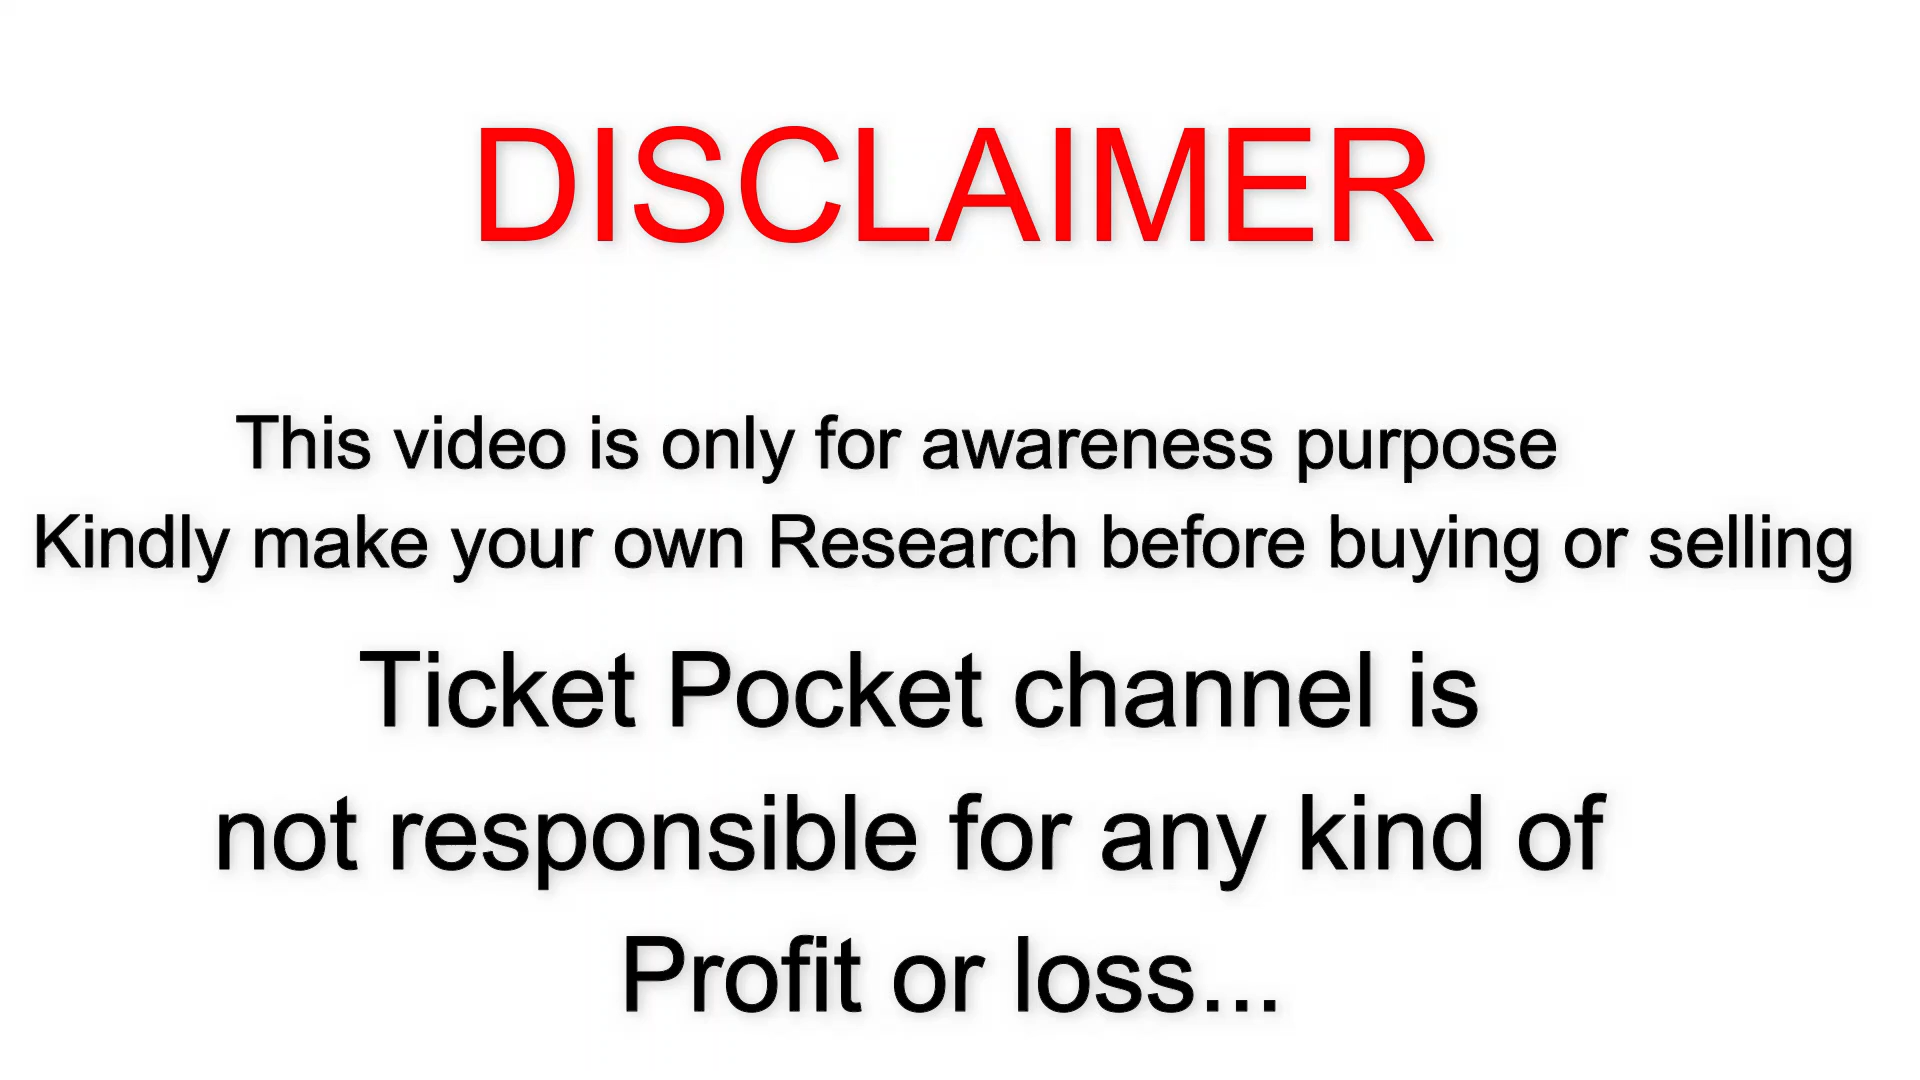 DISCLAIMER
This video is only for awareness purpose
Kindly make your own Research before buying or selling
Ticket Pocket channel is
not responsible for any kind of
Profit or loss...